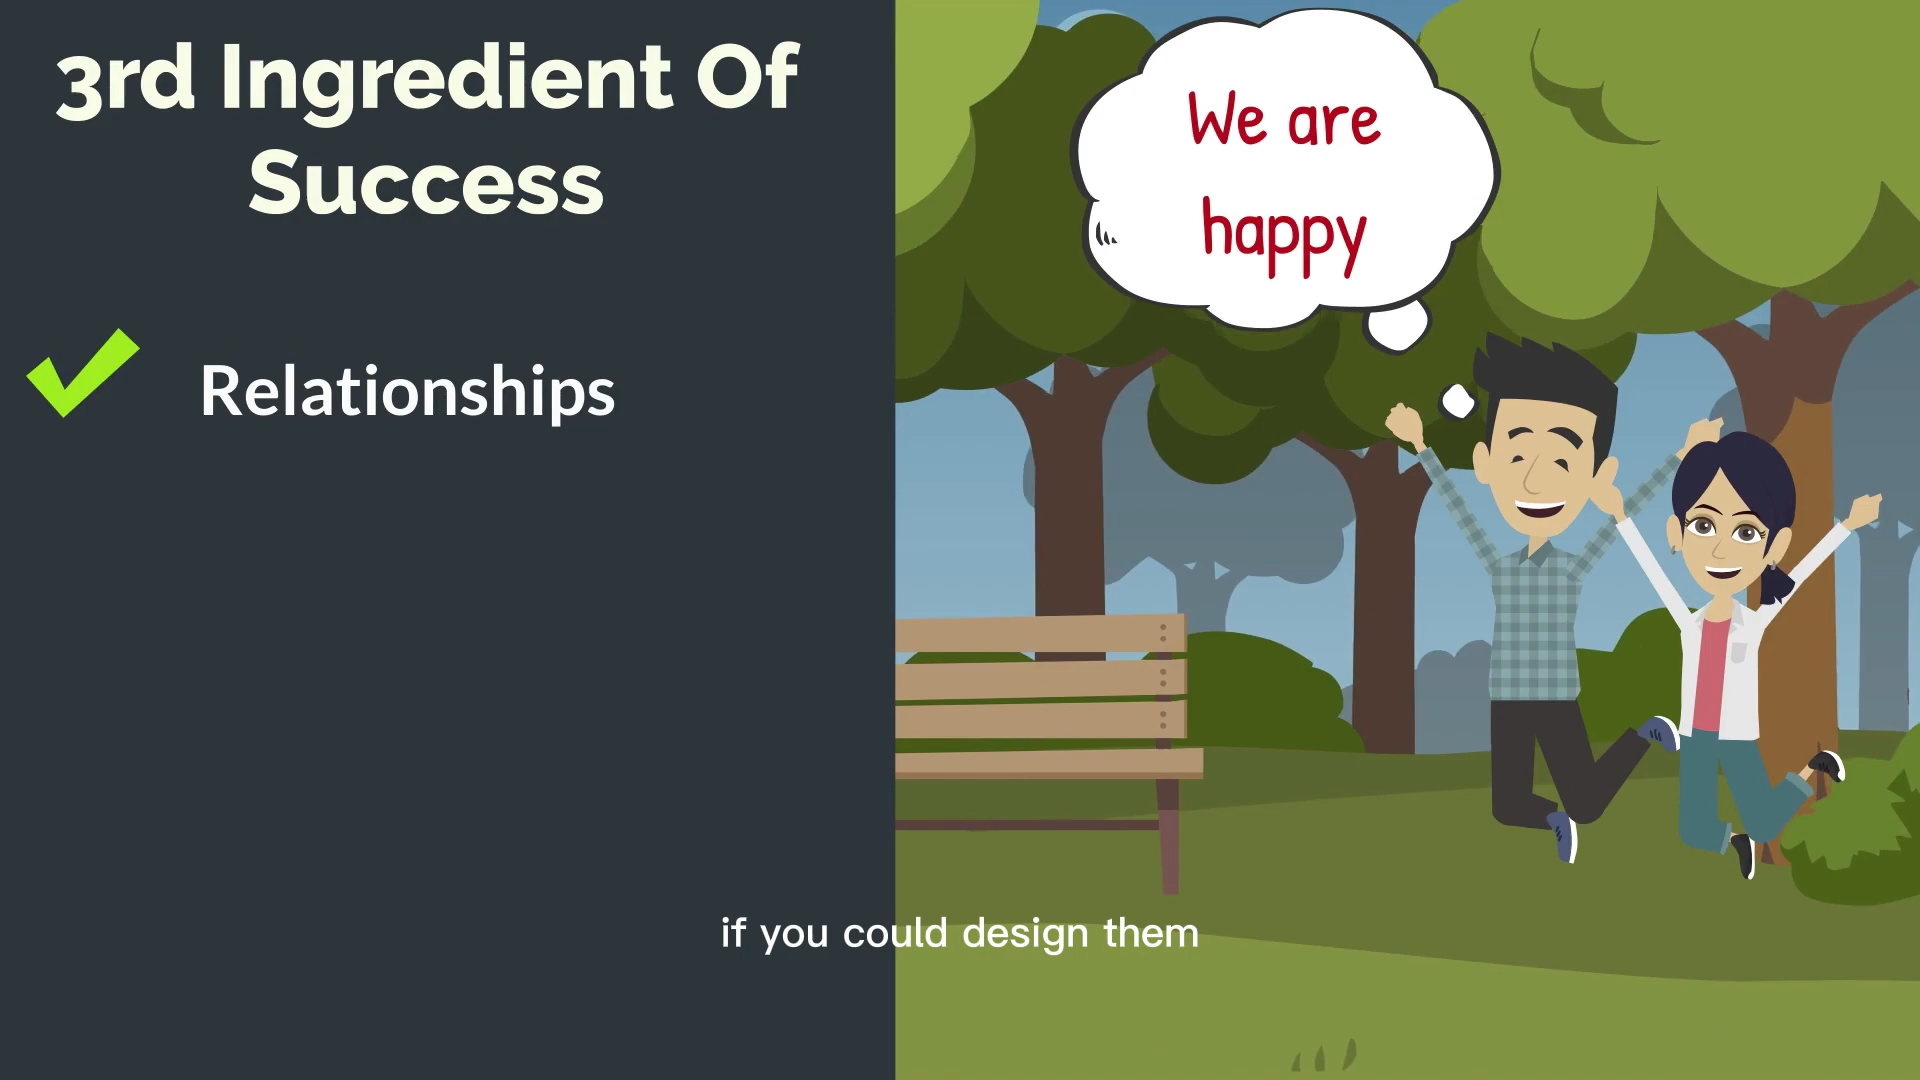 3rd Ingredient Of
Success
Relationships
We are
happy
if you could design them